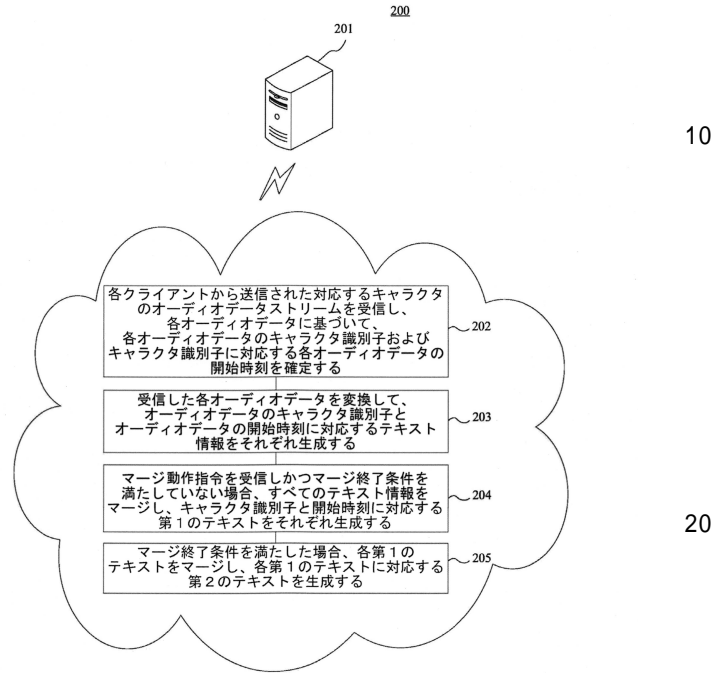 200
201
10
各クライアントから送信された対応するキャラクタ
のオーディオデータストリームを受信し、
各オーディオデータに基づいて、
各オーディオデータのキャラクタ識別子および
キャラクタ識別子に対応する各オーディオデータの
開始時刻を確定する
202
受信した各オーディオデータを変換して、
オーディオデータのキャラクタ識別子と
オーディオデータの開始時刻に対応するテキスト
情報をそれぞれ生成する
203
マージ動作指令を受信しかつマージ終了条件を
満たしていない場合、すべてのテキスト情報を
マージし、キャラクタ識別子と開始時刻に対応する
第1のテキストをそれぞれ生成する
204
20
マージ終了条件を満たした場合、各第1の
テキストをマージし、各第1のテキストに対応する
第2のテキストを生成する
205